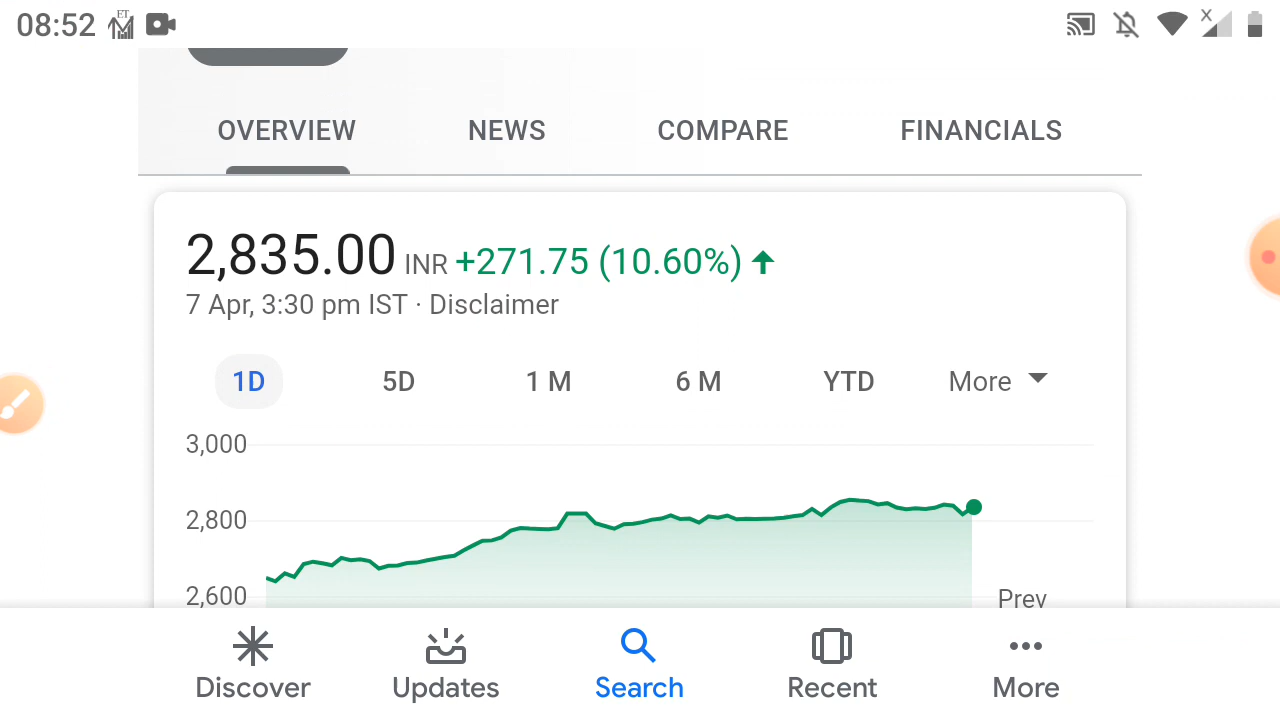 08:52 ET
OVERVIEW NEWS COMPARE FINANCIALS
2,835.00 INR +271.75 (10.60%)
7 Apr, 3:30 pm IST · Disclaimer
1D 5D 1 M 6 M YTD More
3,000
2,800
2,600
Prev
Discover Updates Search Recent More